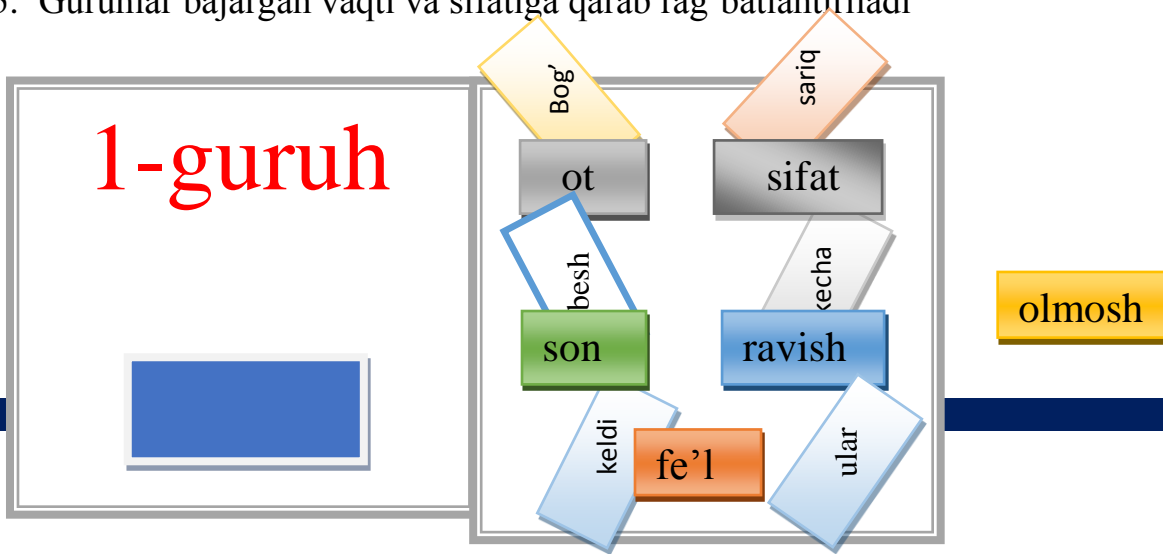 Guruhlar bajargan vaqti va sifatiga qarab rag'batlantiriladi
1-guruh
Bog’
sariq
ot
sifat
besh
kecha
son
ravish
olmosh
keldi
fe’l
ular